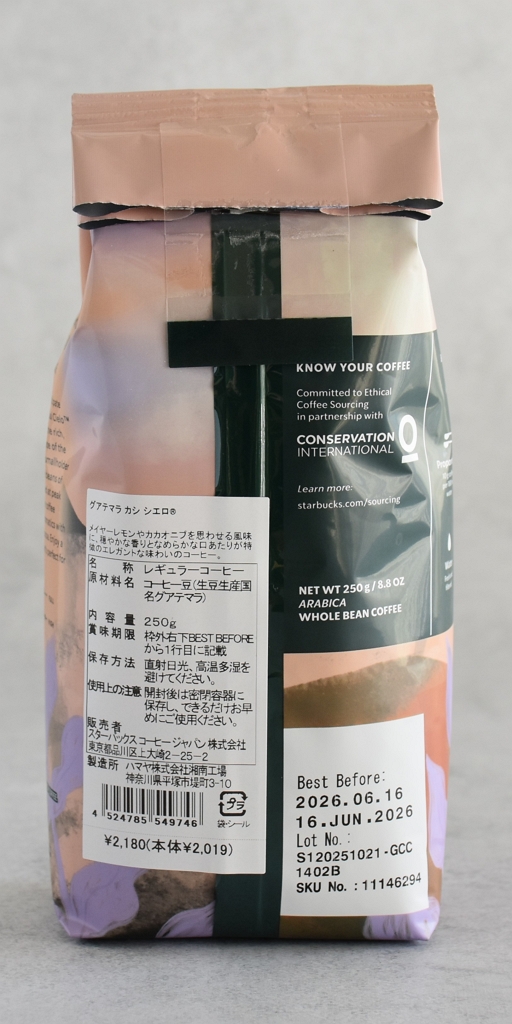 KNOW YOUR COFFEE
Committed to Ethical
Coffee Sourcing
in partnership with
CONSERVATION
INTERNATIONAL
Learn more:
starbucks.com/sourcing
NET WT 250g / 8.8 OZ
ARABICA
WHOLE BEAN COFFEE
グアテマラ カシ シエロ®
メイヤーレモンやカカオニブを思わせる風味
に、穏やかな香りとなめらかな口あたりが特
徴のエレガントな味わいのコーヒー。
名 称 レギュラーコーヒー
原材料名 コーヒー豆(生豆生産国
名グアテマラ)
内容量 250g
賞味期限 枠外右下BEST BEFORE
から1行目に記載
保存方法 直射日光、高温多湿を
避けてください。
使用上の注意 開封後は密閉容器に
保存し、できるだけお早
めにご使用ください。
販売者
スターバックスコーヒージャパン株式会社
東京都品川区上大崎2-25-2
製造所 ハマヤ株式会社湘南工場
神奈川県平塚市堤町3-10
4 524785 549746
プラ
袋・シール
¥2,180(本体¥2,019)
Best Before:
2026.06.16
16.JUN.2026
Lot No.:
S120251021-GCC
1402B
SKU No.:11146294